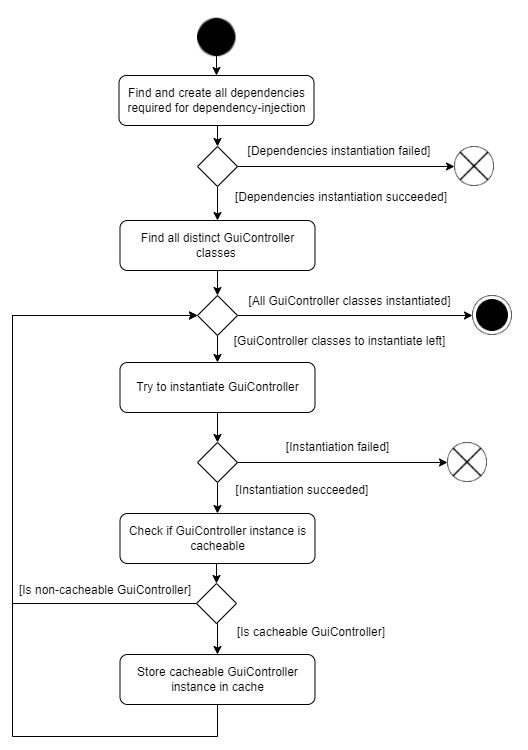 Find and create all dependencies
required for dependency-injection
[Dependencies instantiation failed]
[Dependencies instantiation succeeded]
Find all distinct GuiController
classes
[All GuiController classes instantiated]
[GuiController classes to instantiate left]
Try to instantiate GuiController
[Instantiation failed]
[Instantiation succeeded]
Check if GuiController instance is
cacheable
[Is non-cacheable GuiController]
[Is cacheable GuiController]
Store cacheable GuiController
instance in cache